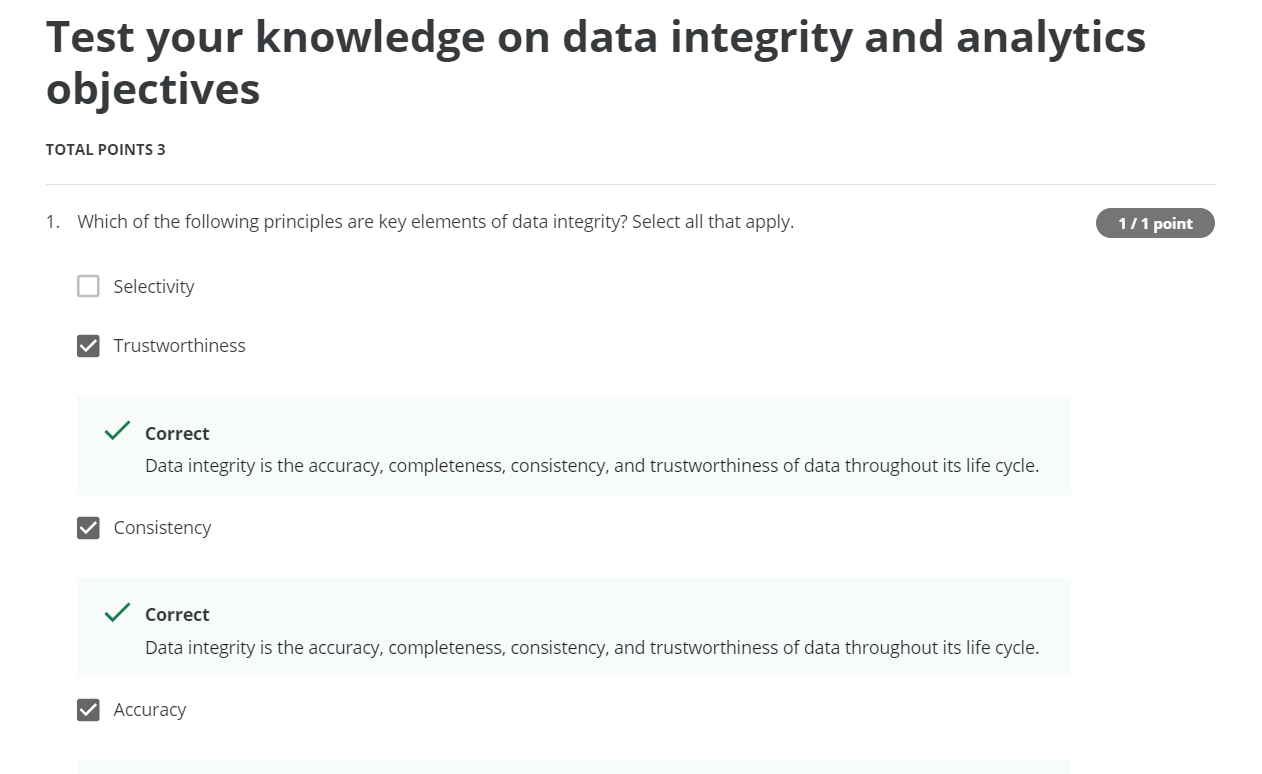 Test your knowledge on data integrity and analytics
objectives
TOTAL POINTS 3
1. Which of the following principles are key elements of data integrity? Select all that apply.
1 / 1 point
Selectivity
Trustworthiness
Correct
Data integrity is the accuracy, completeness, consistency, and trustworthiness of data throughout its life cycle.
Consistency
Correct
Data integrity is the accuracy, completeness, consistency, and trustworthiness of data throughout its life cycle.
Accuracy